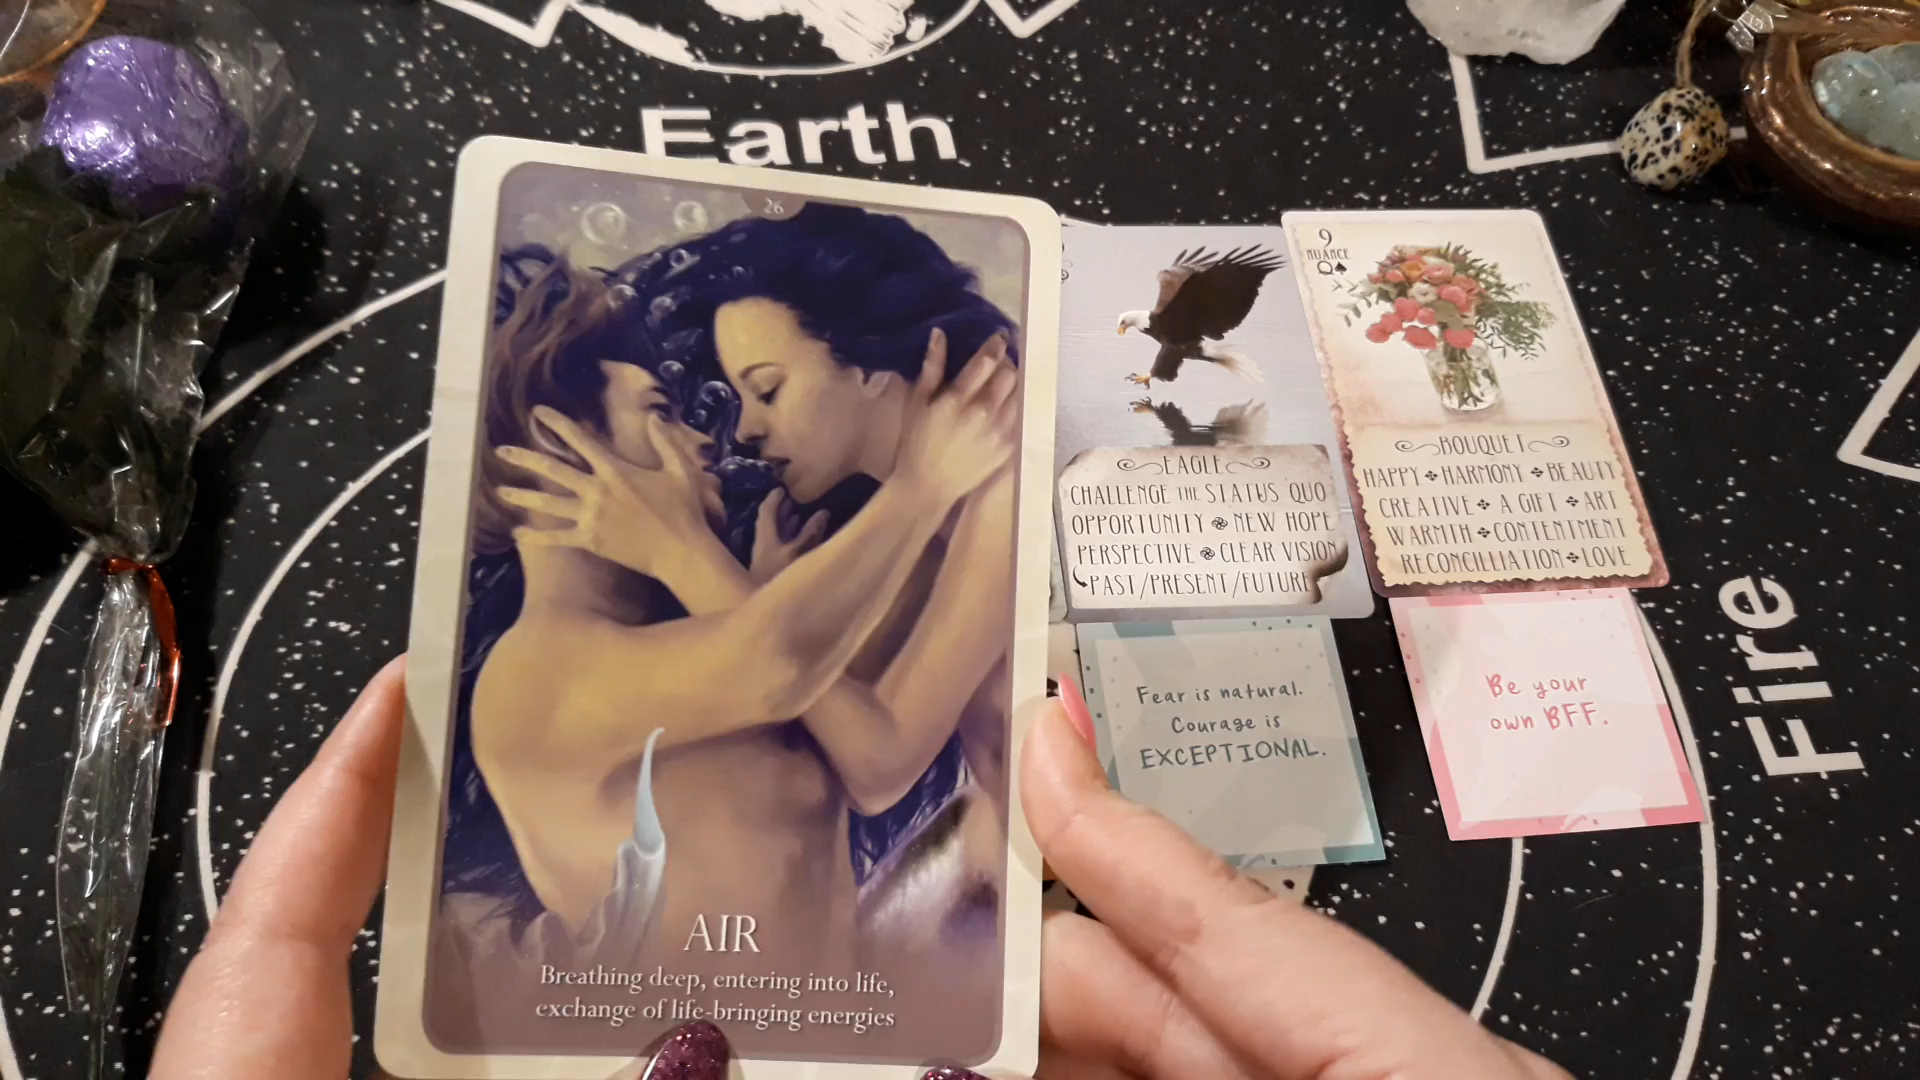 Earth
26
AIR
Breathing deep, entering into life,
exchange of life-bringing energies
EAGLE
CHALLENGE THE STATUS QUO
OPPORTUNITY NEW HOPE
PERSPECTIVE CLEAR VISION
PAST/PRESENT/FUTURE
9
NUANCE
Q♠
BOUQUET
HAPPY HARMONY BEAUTY
CREATIVE A GIFT ART
WARMTH CONTENTMENT
RECONCILLIATION LOVE
Fear is natural.
Courage is
EXCEPTIONAL.
Be your
own BFF.
Fire